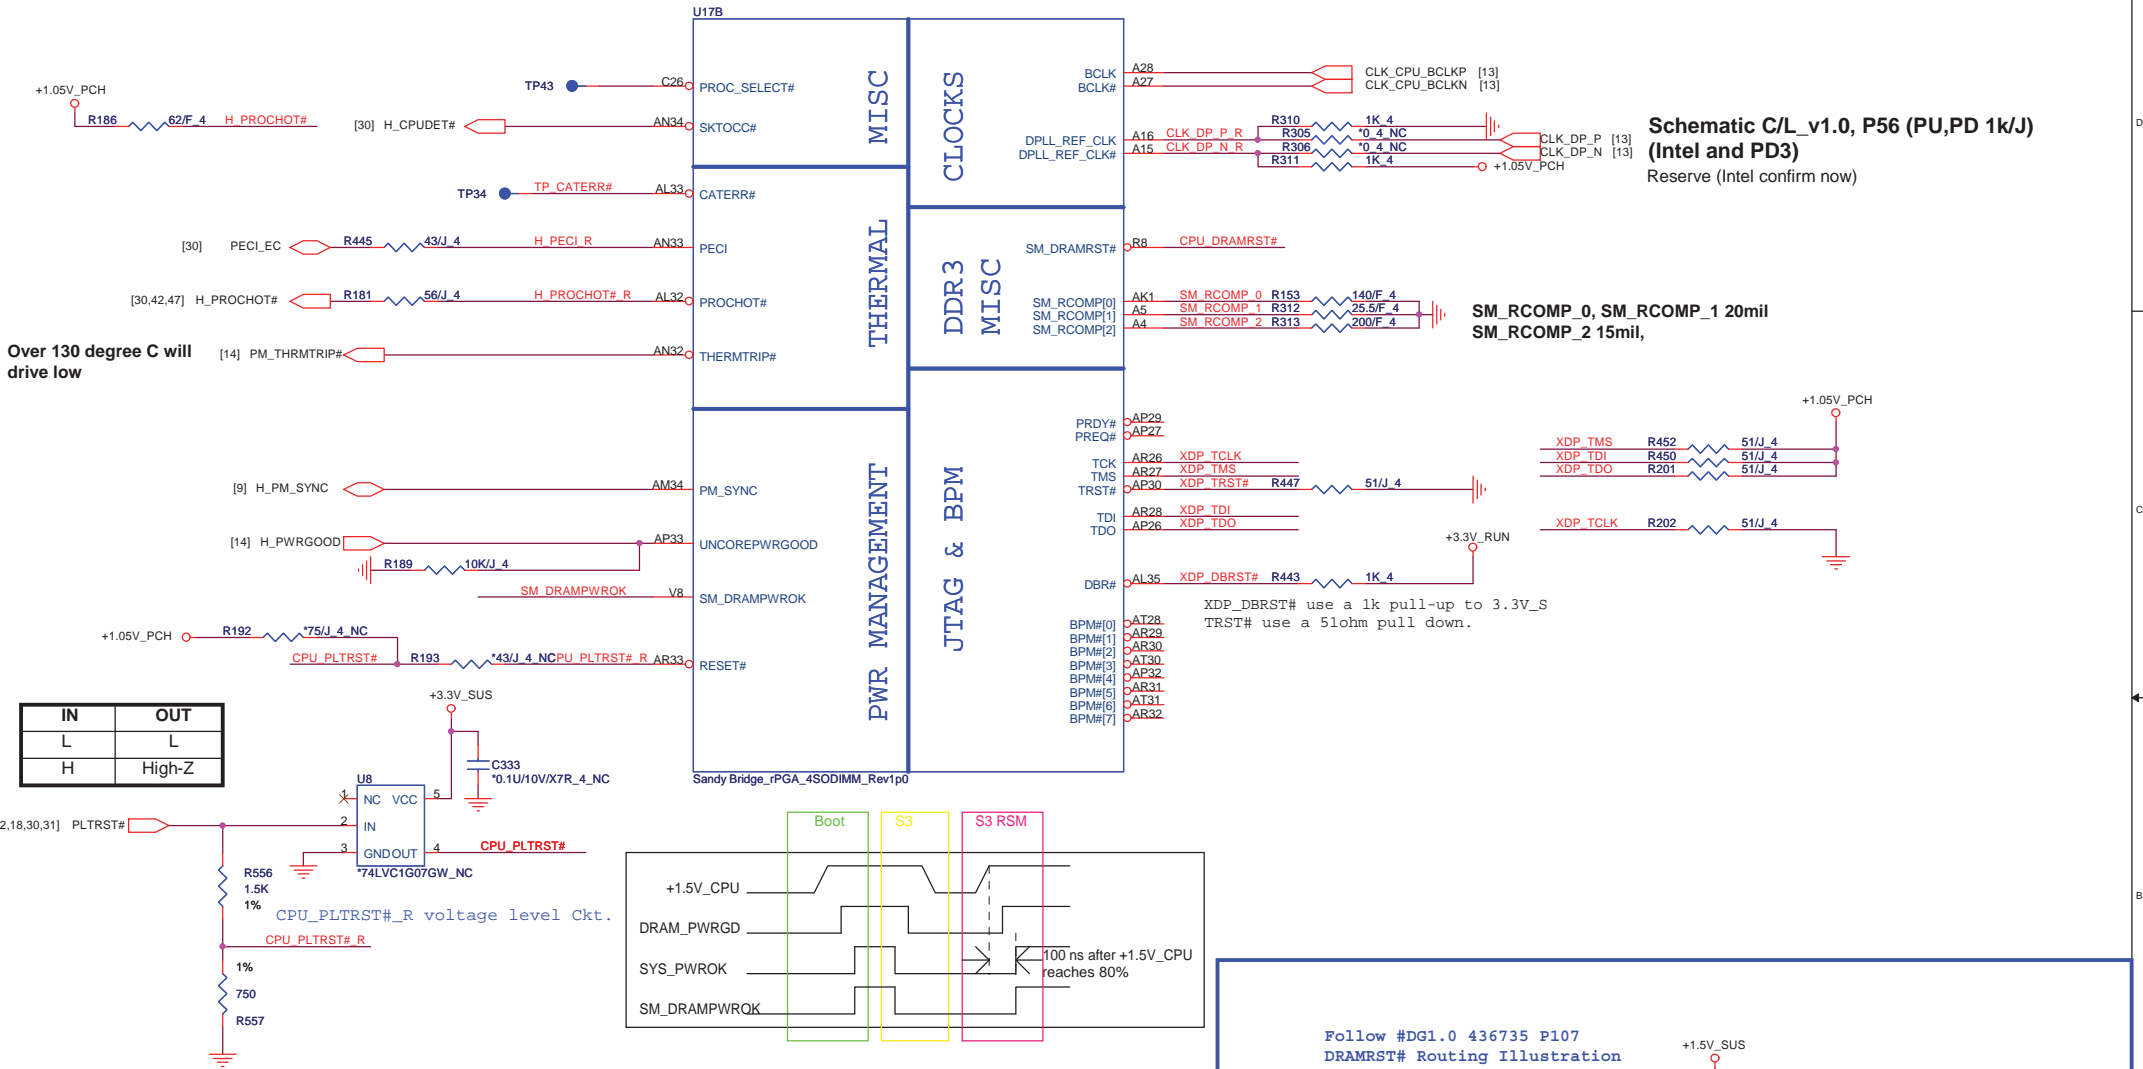 U17B
+1.05V_PCH
R186 62/F_4 H_PROCHOT#
TP43 C26 PROC_SELECT#
[30] H_CPUDET# AN34 SKTOCC#
MISC
TP34 TP_CATERR# AL33 CATERR#
[30] PECI_EC R445 43/J_4 H_PECI_R AN33 PECI
[30,42,47] H_PROCHOT# R181 56/J_4 H_PROCHOT#_R AL32 PROCHOT#
Over 130 degree C will
drive low
[14] PM_THRMTRIP# AN32 THERMTRIP#
THERMAL
[9] H_PM_SYNC AM34 PM_SYNC
[14] H_PWRGOOD AP33 UNCOREPWRGOOD
R189 10K/J_4
SM_DRAMPWROK V8 SM_DRAMPWROK
+1.05V_PCH R192 *75/J_4_NC
CPU_PLTRST# R193 *43/J_4_NC PU_PLTRST#_R AR33 RESET#
PWR MANAGEMENT
CLOCKS
BCLK A28 CLK_CPU_BCLKP [13]
BCLK# A27 CLK_CPU_BCLKN [13]
R310 1K_4
DPLL_REF_CLK A16 CLK_DP_P_R R305 *0_4_NC CLK_DP_P [13]
DPLL_REF_CLK# A15 CLK_DP_N_R R306 *0_4_NC CLK_DP_N [13]
R311 1K_4 +1.05V_PCH
Schematic C/L_v1.0, P56 (PU,PD 1k/J)
(Intel and PD3)
Reserve (Intel confirm now)
DDR3
MISC
SM_DRAMRST# R8 CPU_DRAMRST#
SM_RCOMP[0] AK1 SM_RCOMP_0 R153 140/F_4
SM_RCOMP[1] A5 SM_RCOMP_1 R312 25.5/F_4
SM_RCOMP[2] A4 SM_RCOMP_2 R313 200/F_4
SM_RCOMP_0, SM_RCOMP_1 20mil
SM_RCOMP_2 15mil,
JTAG & BPM
PRDY# AP29
PREQ# AP27
TCK AR26 XDP_TCLK
TMS AR27 XDP_TMS
TRST# AP30 XDP_TRST# R447 51/J_4
TDI AR28 XDP_TDI
TDO AP26 XDP_TDO
+3.3V_RUN
DBR# AL35 XDP_DBRST# R443 1K_4
XDP_DBRST# use a 1k pull-up to 3.3V_S
TRST# use a 51ohm pull down.
BPM#[0] AT28
BPM#[1] AR29
BPM#[2] AR30
BPM#[3] AT30
BPM#[4] AP32
BPM#[5] AR31
BPM#[6] AT31
BPM#[7] AR32
+1.05V_PCH
XDP_TMS R452 51/J_4
XDP_TDI R450 51/J_4
XDP_TDO R201 51/J_4
XDP_TCLK R202 51/J_4
Sandy Bridge_rPGA_4SODIMM_Rev1p0
IN OUT
L L
H High-Z
+3.3V_SUS
C333
*0.1U/10V/X7R_4_NC
U8
1 NC VCC 5
2 IN
3 GND OUT 4 CPU_PLTRST#
*74LVC1G07GW_NC
2,18,30,31] PLTRST#
R556
1.5K
1%
CPU_PLTRST#_R voltage level Ckt.
CPU_PLTRST#_R
1%
750
R557
Boot S3 S3 RSM
+1.5V_CPU
DRAM_PWRGD
SYS_PWROK
SM_DRAMPWROK
100 ns after +1.5V_CPU
reaches 80%
Follow #DG1.0 436735 P107
DRAMRST# Routing Illustration
+1.5V_SUS
D
C
B